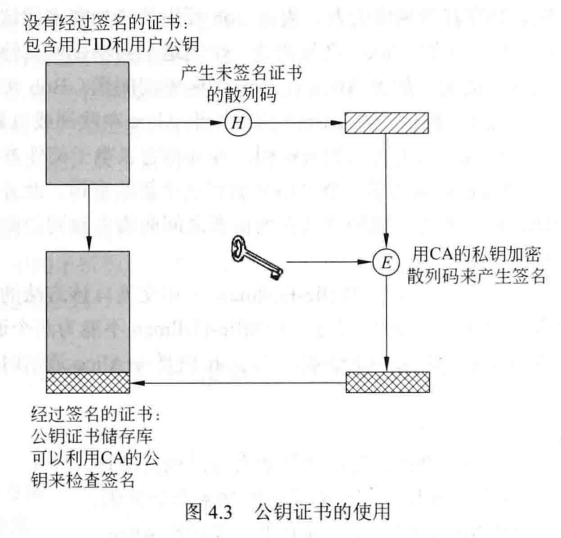 没有经过签名的证书:
包含用户ID和用户公钥
产生未签名证书
的散列码
H
E
用CA的私钥加密
散列码来产生签名
经过签名的证书:
公钥证书储存库
可以利用CA的公
钥来检查签名
图 4.3 公钥证书的使用